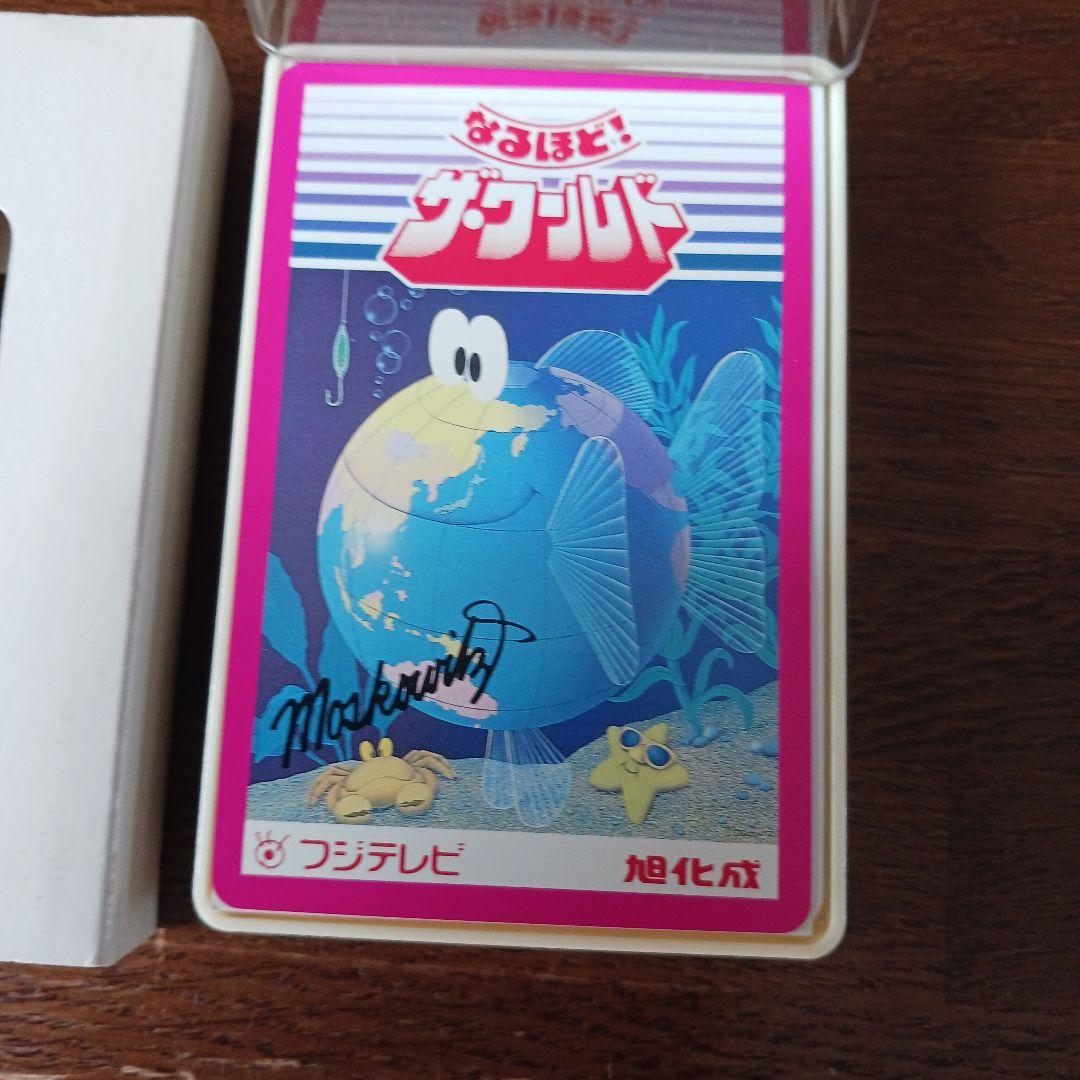 なるほど!
ザ・ワールド
Moskowitz
フジテレビ
旭化成